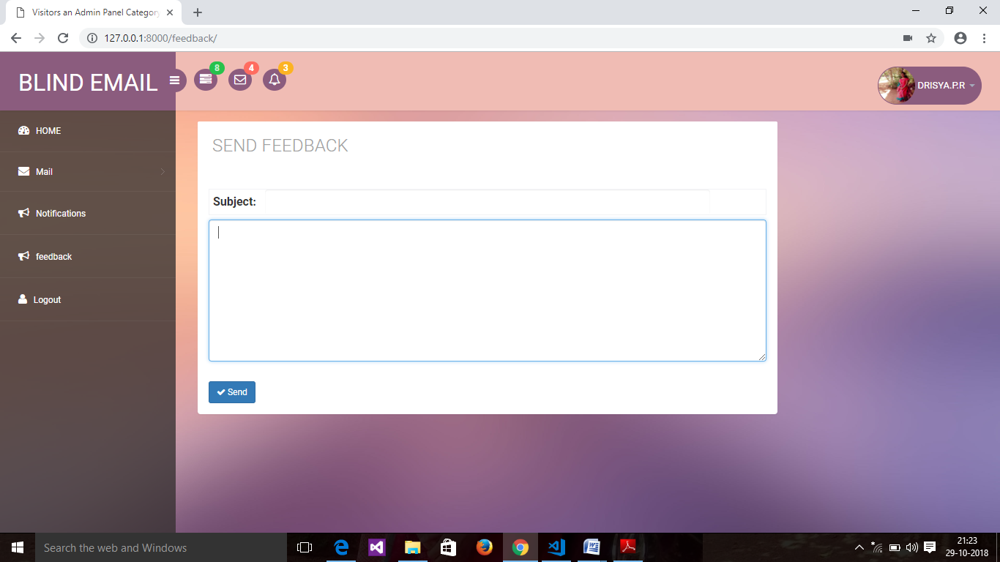 Visitors an Admin Panel Category
127.0.0.1:8000/feedback/
BLIND EMAIL
8
4
3
DRISYA.P.R
HOME
Mail
Notifications
feedback
Logout
SEND FEEDBACK
Subject:
Send
Search the web and Windows
21:23
29-10-2018